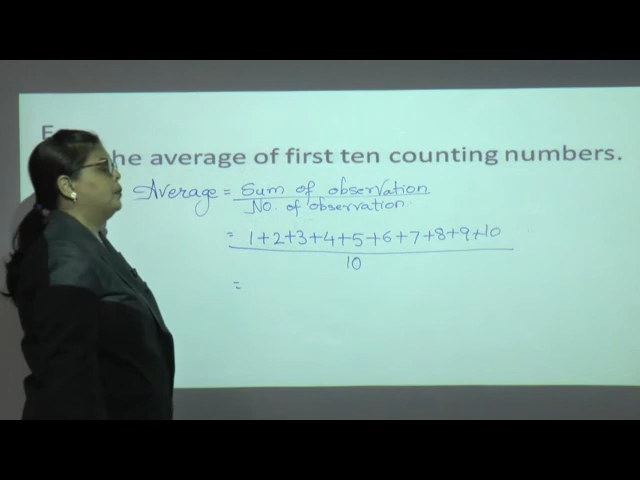 E
he average of first ten counting numbers.
Average = Sum of observation
No. of observation
= 1+2+3+4+5+6+7+8+9+10
10
=